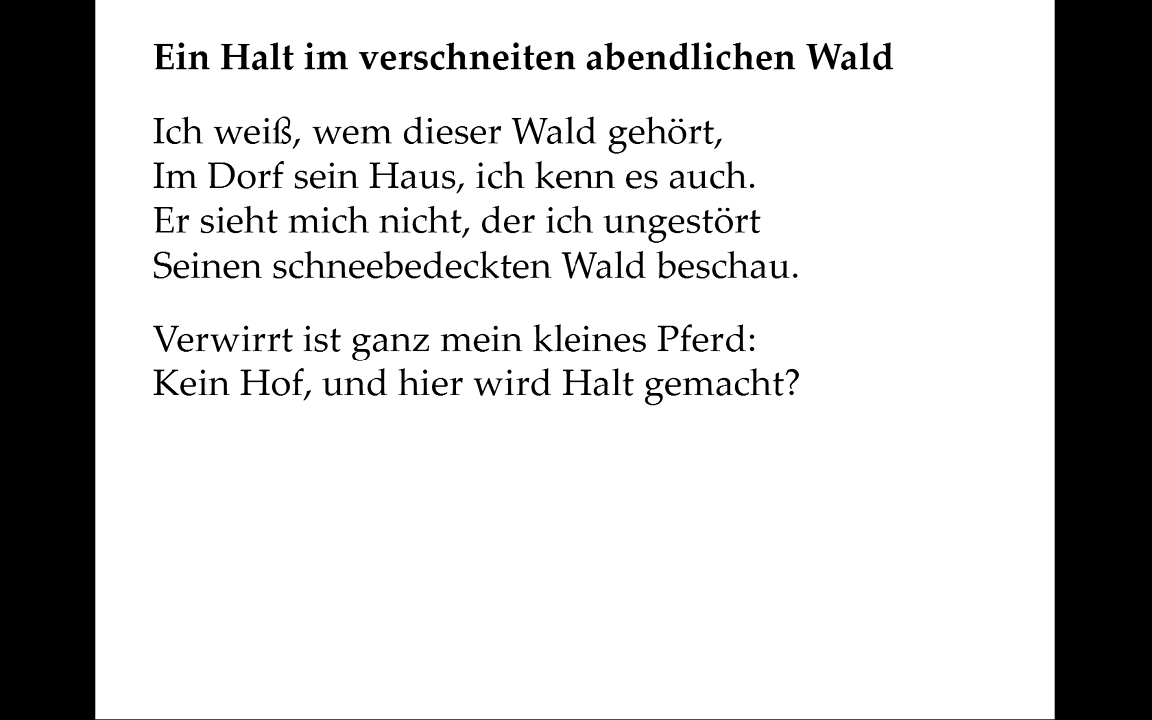 Ein Halt im verschneiten abendlichen Wald
Ich weiß, wem dieser Wald gehört,
Im Dorf sein Haus, ich kenn es auch.
Er sieht mich nicht, der ich ungestört
Seinen schneebedeckten Wald beschau.
Verwirrt ist ganz mein kleines Pferd:
Kein Hof, und hier wird Halt gemacht?